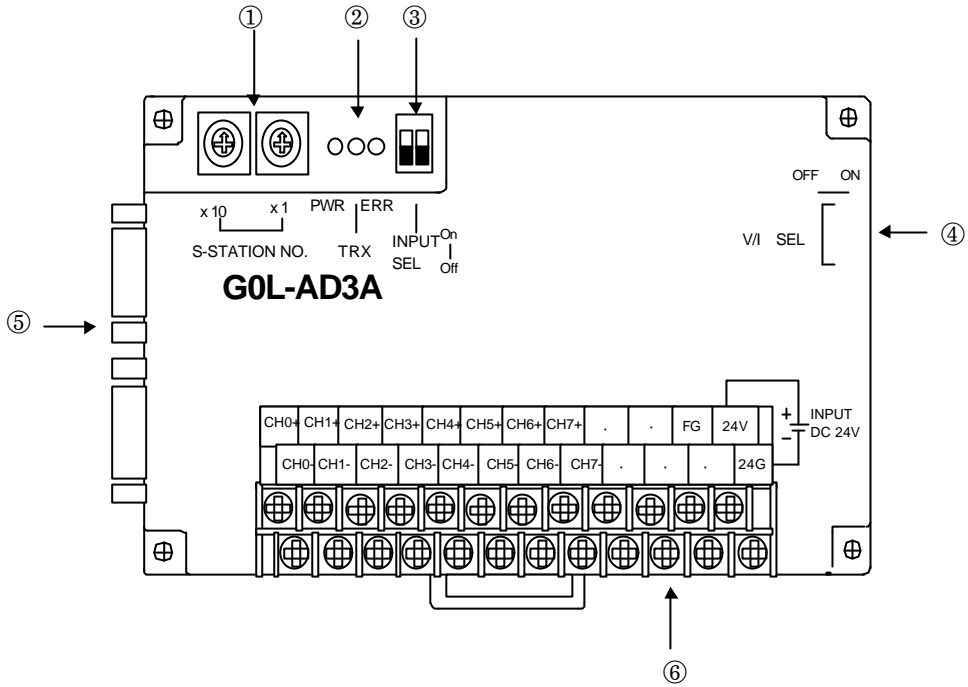 ① ② ③
OFF ON
x 10 x 1 PWR ERR
INPUT On
V/I SEL ④
S-STATION NO. TRX
SEL Off
G0L-AD3A
⑤
CH0+ CH1+ CH2+ CH3+ CH4+ CH5+ CH6+ CH7+ . . FG 24V
+ INPUT
− DC 24V
CH0- CH1- CH2- CH3- CH4- CH5- CH6- CH7- . . . 24G
⑥